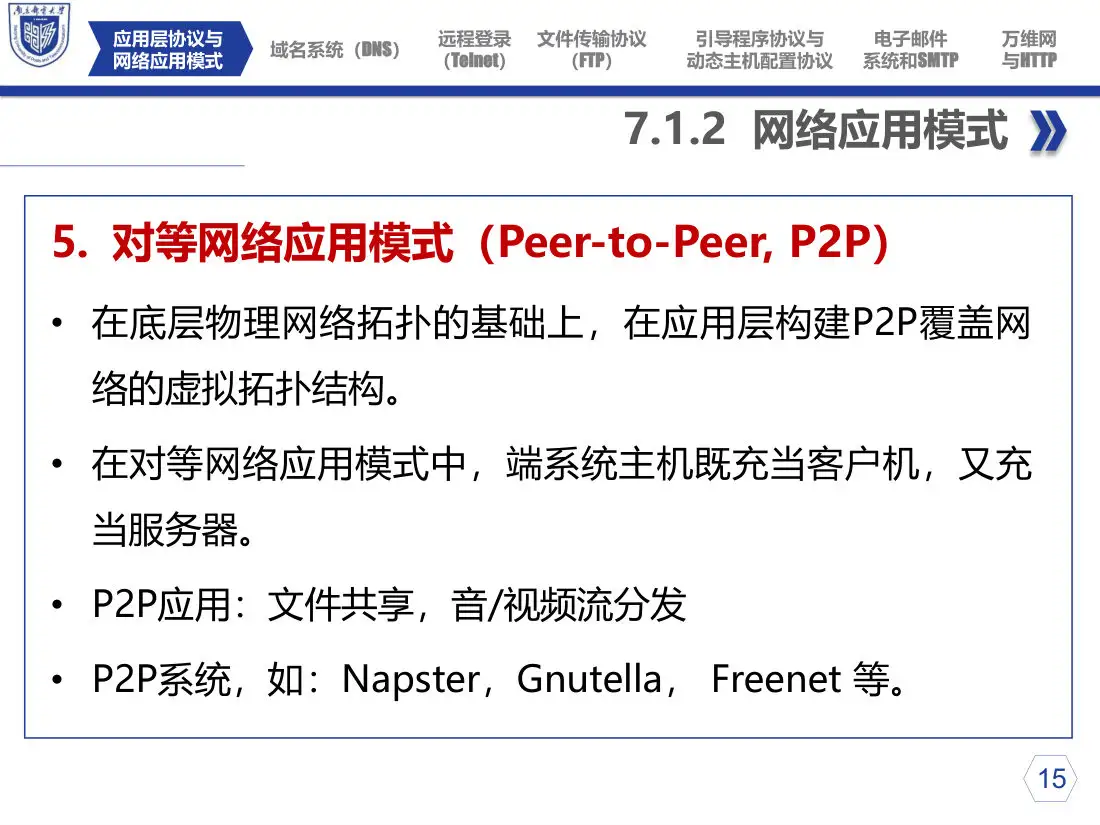 南京邮电大学
应用层协议与
网络应用模式
域名系统（DNS）
远程登录
（Telnet）
文件传输协议
（FTP）
引导程序协议与
动态主机配置协议
电子邮件
系统和SMTP
万维网
与HTTP
7.1.2 网络应用模式
5. 对等网络应用模式（Peer-to-Peer, P2P）
• 在底层物理网络拓扑的基础上，在应用层构建P2P覆盖网
络的虚拟拓扑结构。
• 在对等网络应用模式中，端系统主机既充当客户机，又充
当服务器。
• P2P应用：文件共享，音/视频流分发
• P2P系统，如：Napster，Gnutella， Freenet 等。
15